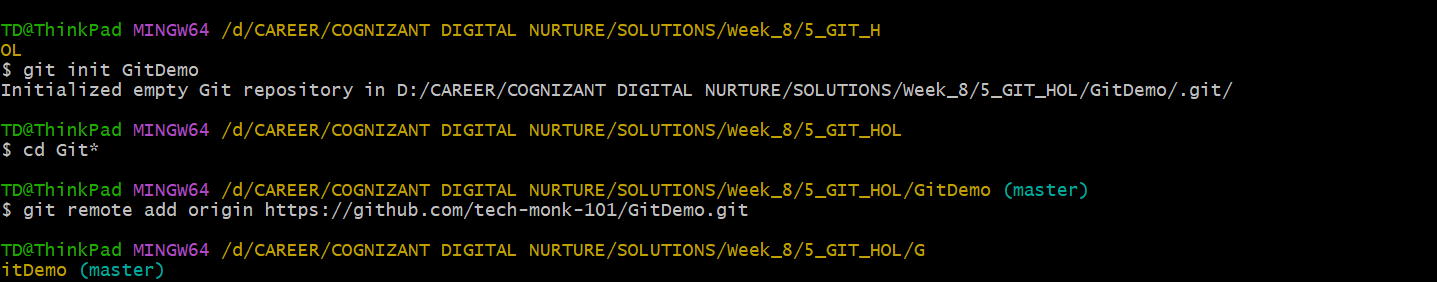 TD@ThinkPad MINGW64 /d/CAREER/COGNIZANT DIGITAL NURTURE/SOLUTIONS/Week_8/5_GIT_H
OL
$ git init GitDemo
Initialized empty Git repository in D:/CAREER/COGNIZANT DIGITAL NURTURE/SOLUTIONS/Week_8/5_GIT_HOL/GitDemo/.git/
TD@ThinkPad MINGW64 /d/CAREER/COGNIZANT DIGITAL NURTURE/SOLUTIONS/Week_8/5_GIT_HOL
$ cd Git*
TD@ThinkPad MINGW64 /d/CAREER/COGNIZANT DIGITAL NURTURE/SOLUTIONS/Week_8/5_GIT_HOL/GitDemo (master)
$ git remote add origin https://github.com/tech-monk-101/GitDemo.git
TD@ThinkPad MINGW64 /d/CAREER/COGNIZANT DIGITAL NURTURE/SOLUTIONS/Week_8/5_GIT_HOL/G
itDemo (master)